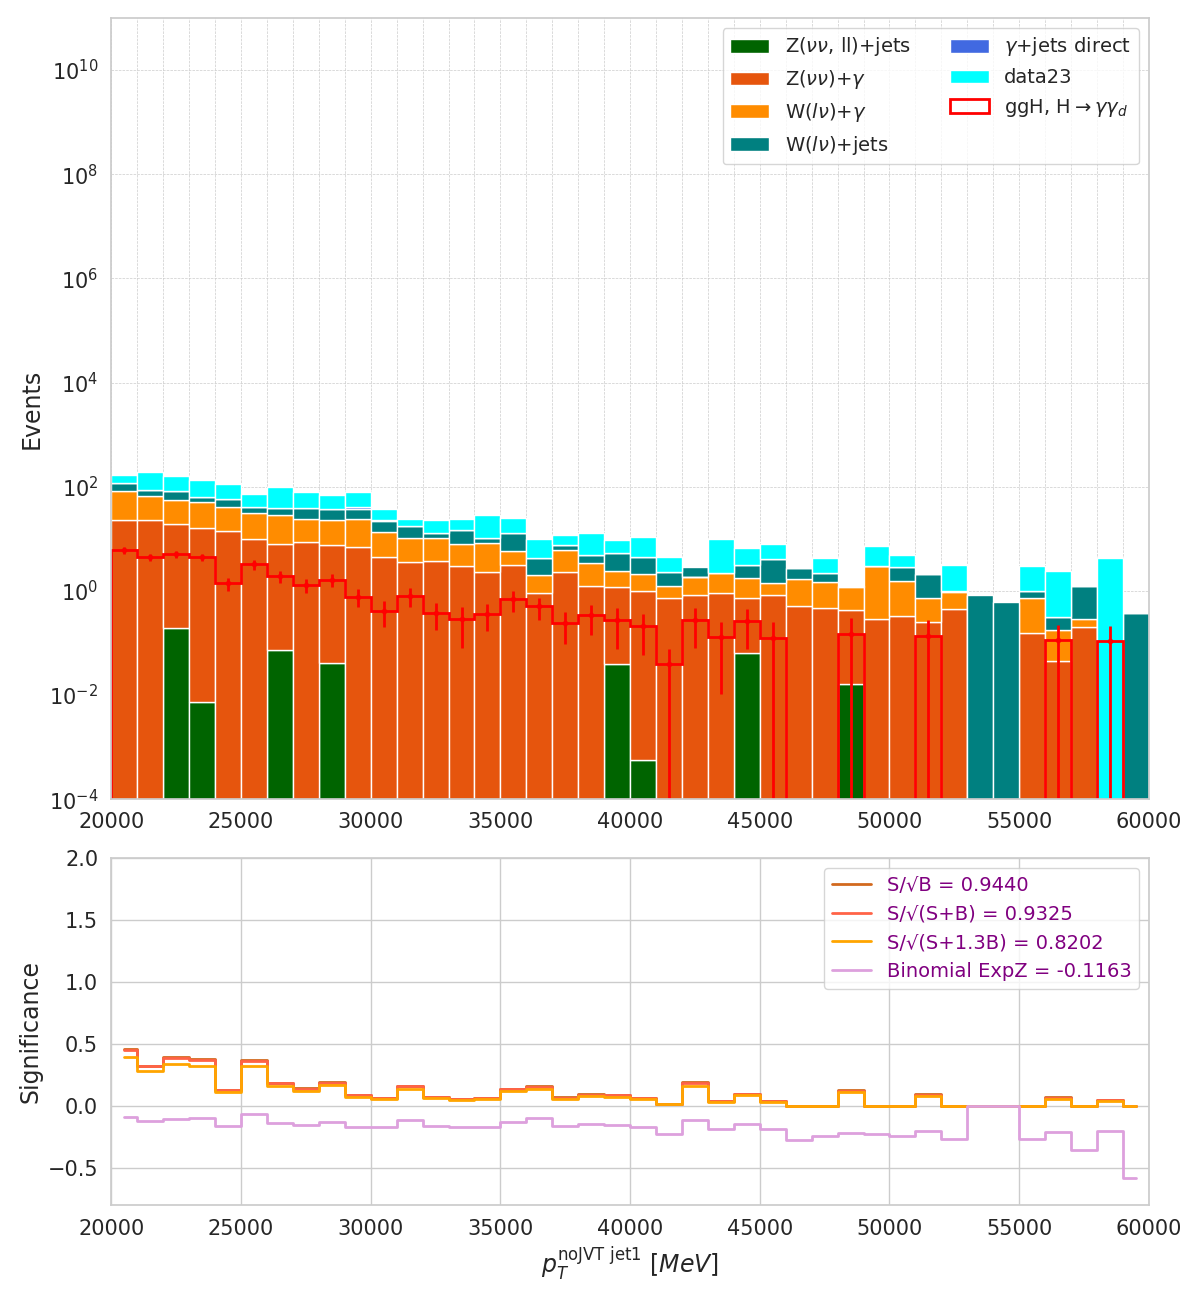 Z(νν, ll)+jets
Z(νν)+γ
W(lν)+γ
W(lν)+jets
γ+jets direct
data23
ggH, H→γγ_d
Events
10^10
10^8
10^6
10^4
10^2
10^0
10^−2
10^−4
20000 25000 30000 35000 40000 45000 50000 55000 60000
S/√B = 0.9440
S/√(S+B) = 0.9325
S/√(S+1.3B) = 0.8202
Binomial ExpZ = -0.1163
Significance
2.0
1.5
1.0
0.5
0.0
−0.5
20000 25000 30000 35000 40000 45000 50000 55000 60000
p_T^noJVT jet1 [MeV]